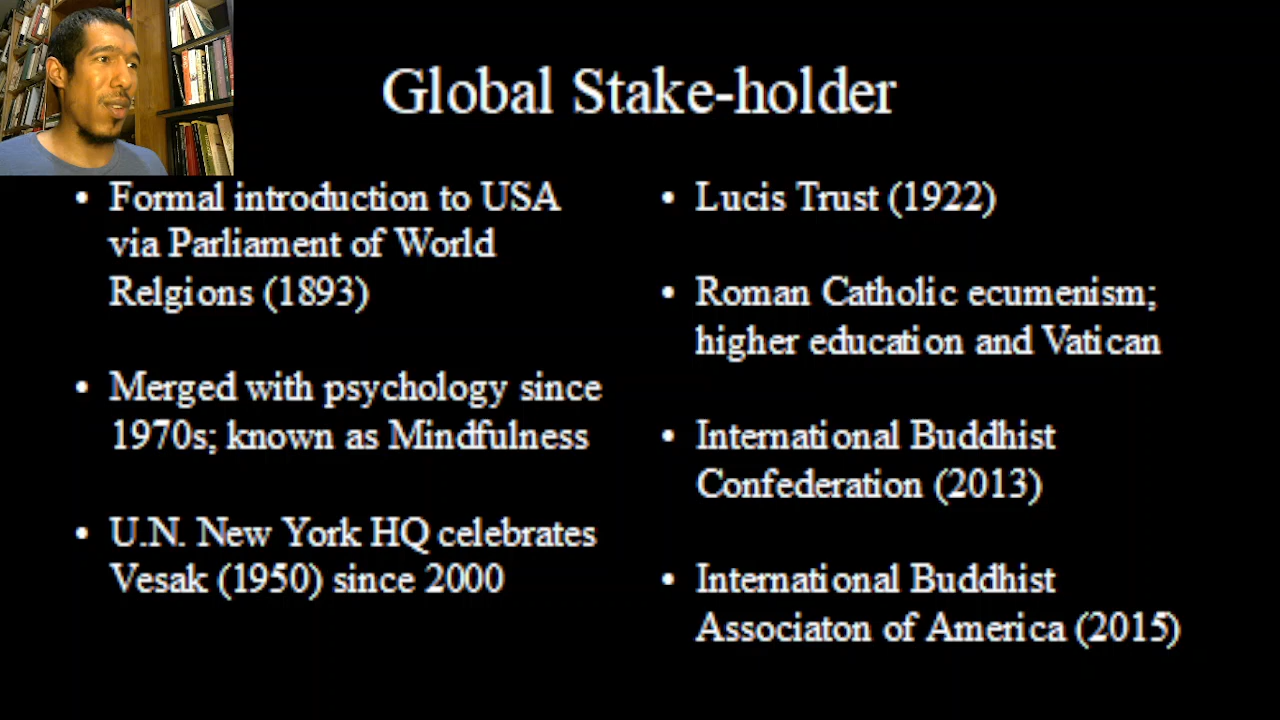 Global Stake-holder
• Formal introduction to USA
via Parliament of World
Relgions (1893)
• Merged with psychology since
1970s; known as Mindfulness
• U.N. New York HQ celebrates
Vesak (1950) since 2000
• Lucis Trust (1922)
• Roman Catholic ecumenism;
higher education and Vatican
• International Buddhist
Confederation (2013)
• International Buddhist
Associaton of America (2015)